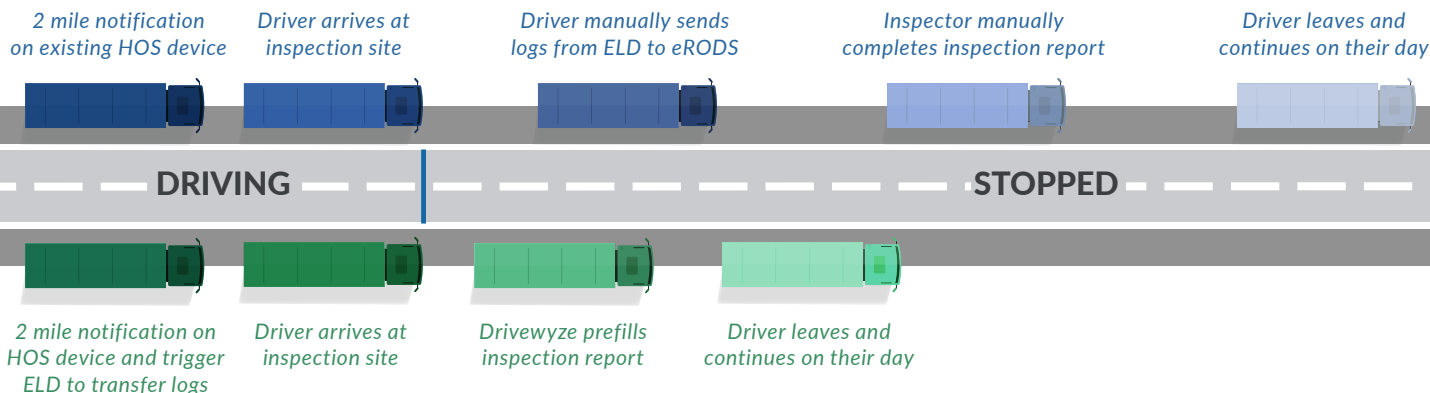 2 mile notification
on existing HOS device
Driver arrives at
inspection site
Driver manually sends
logs from ELD to eRODS
Inspector manually
completes inspection report
Driver leaves and
continues on their day
DRIVING
STOPPED
2 mile notification on
HOS device and trigger
ELD to transfer logs
Driver arrives at
inspection site
Drivewyze prefills
inspection report
Driver leaves and
continues on their day